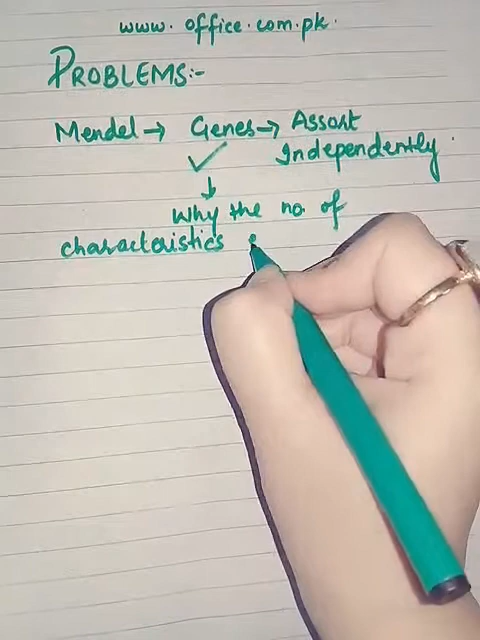 www.office.com.pk.
PROBLEMS:-
Mendel → Genes → Assort
Independently.
Why the no. of
characteristics